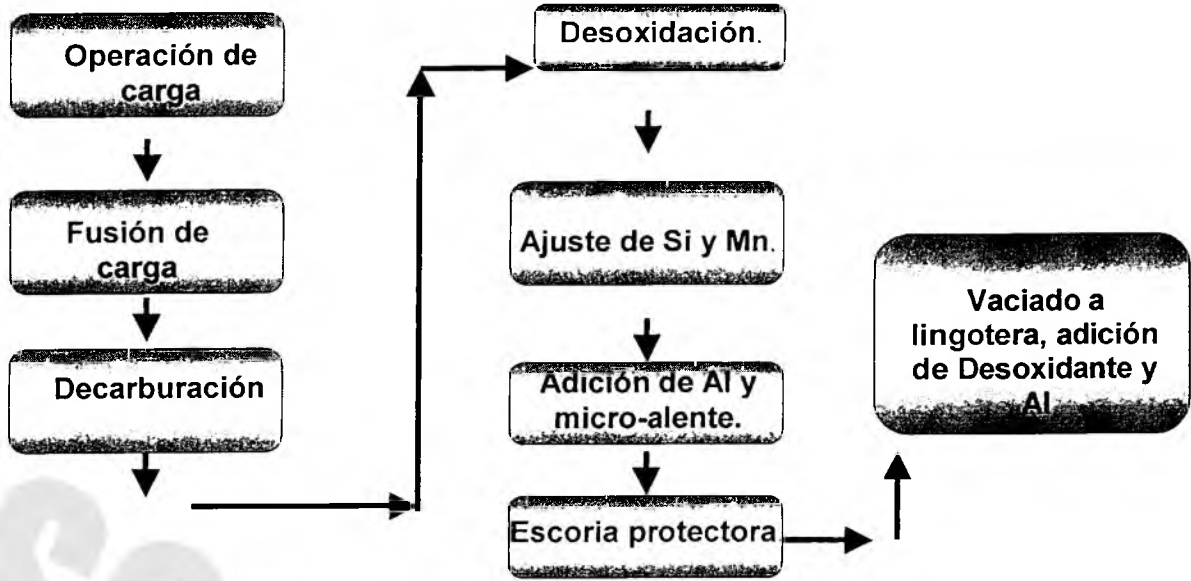 Operación de
carga
Fusión de
carga
Decarburación
Desoxidación.
Ajuste de Si y Mn.
Adición de Al y
micro-alente.
Escoria protectora
Vaciado a
lingotera, adición
de Desoxidante y
Al